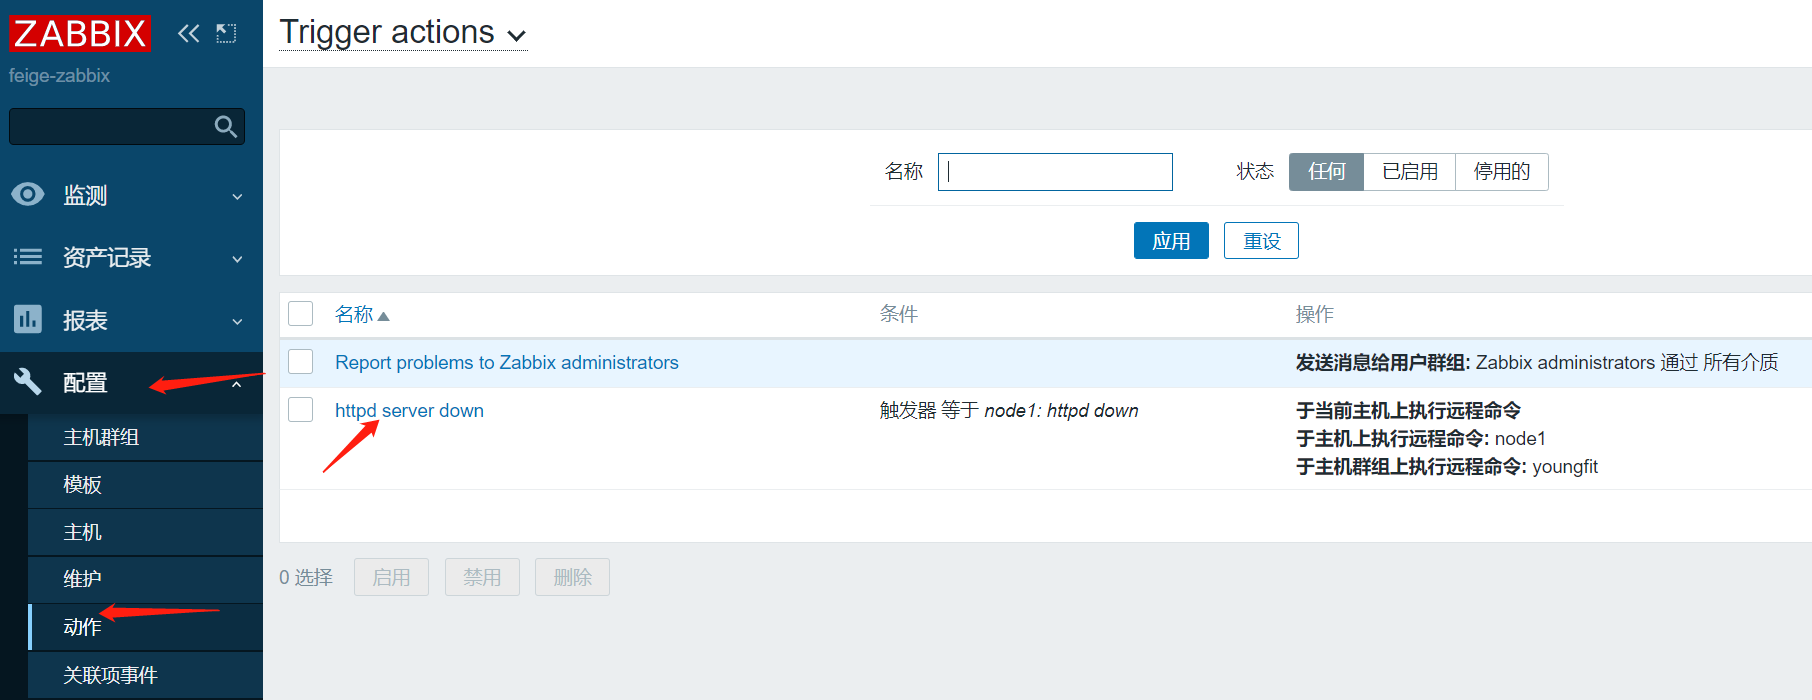 ZABBIX
feige-zabbix
监测
资产记录
报表
配置
主机群组
模板
主机
维护
动作
关联项事件
Trigger actions
名称
状态 任何 已启用 停用的
应用 重设
名称 条件 操作
Report problems to Zabbix administrators 发送消息给用户群组: Zabbix administrators 通过 所有介质
httpd server down 触发器 等于 node1: httpd down 于当前主机上执行远程命令
于主机上执行远程命令: node1
于主机群组上执行远程命令: youngfit
0 选择 启用 禁用 删除